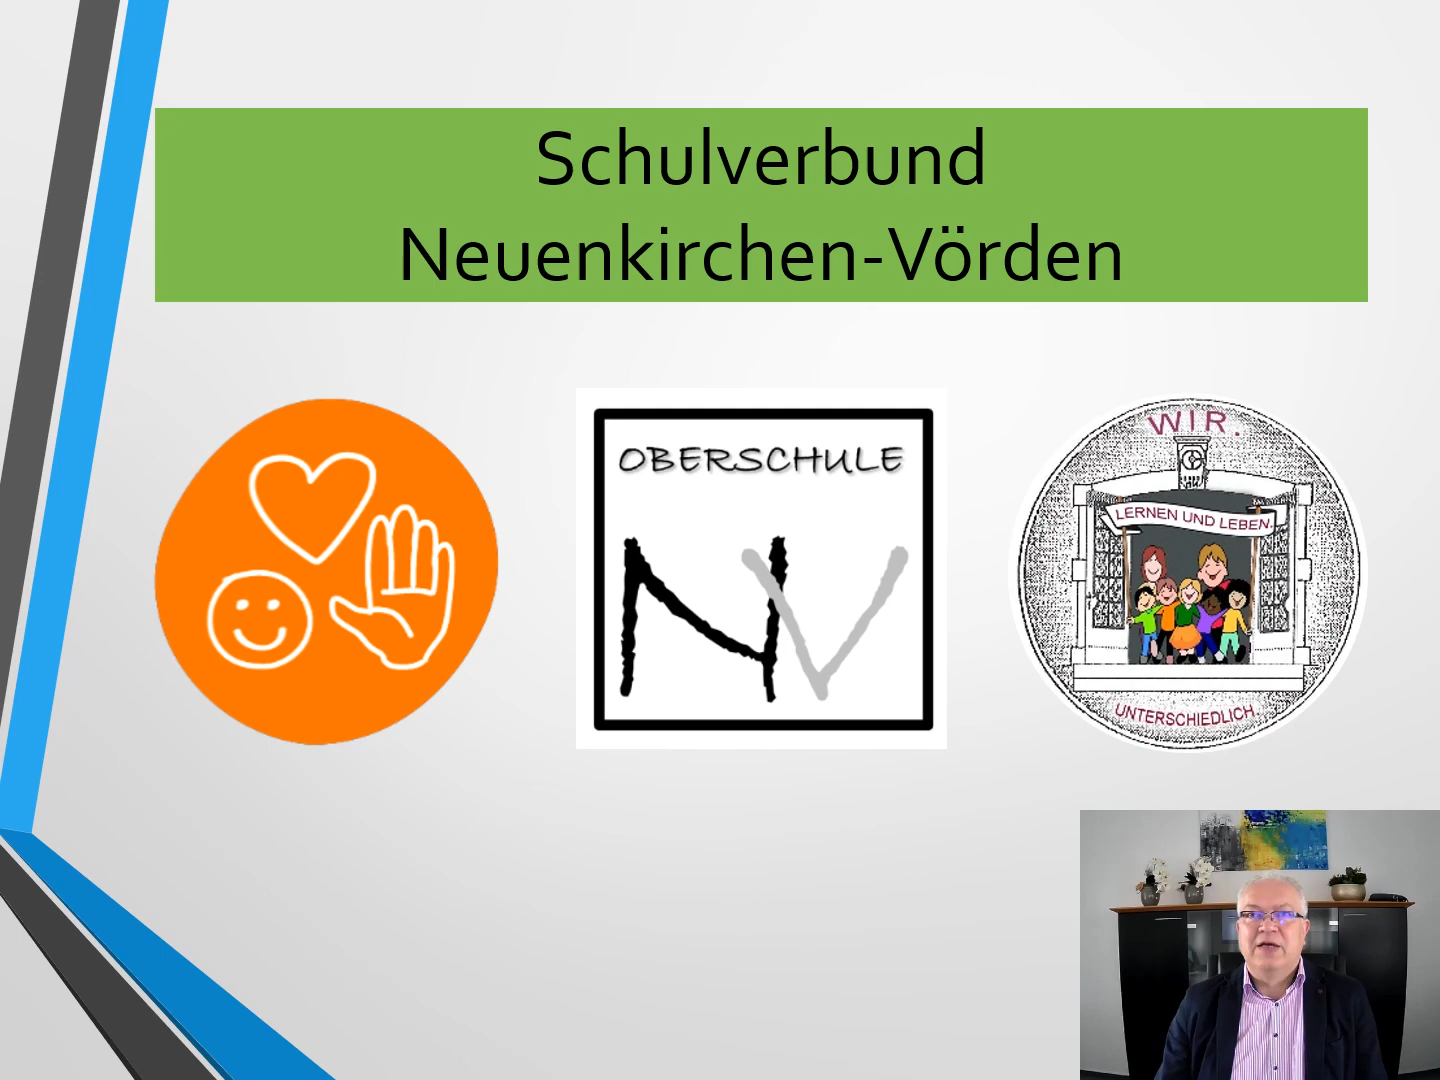 Schulverbund
Neuenkirchen-Vörden
OBERSCHULE
NV
WIR.
LERNEN UND LEBEN.
UNTERSCHIEDLICH.